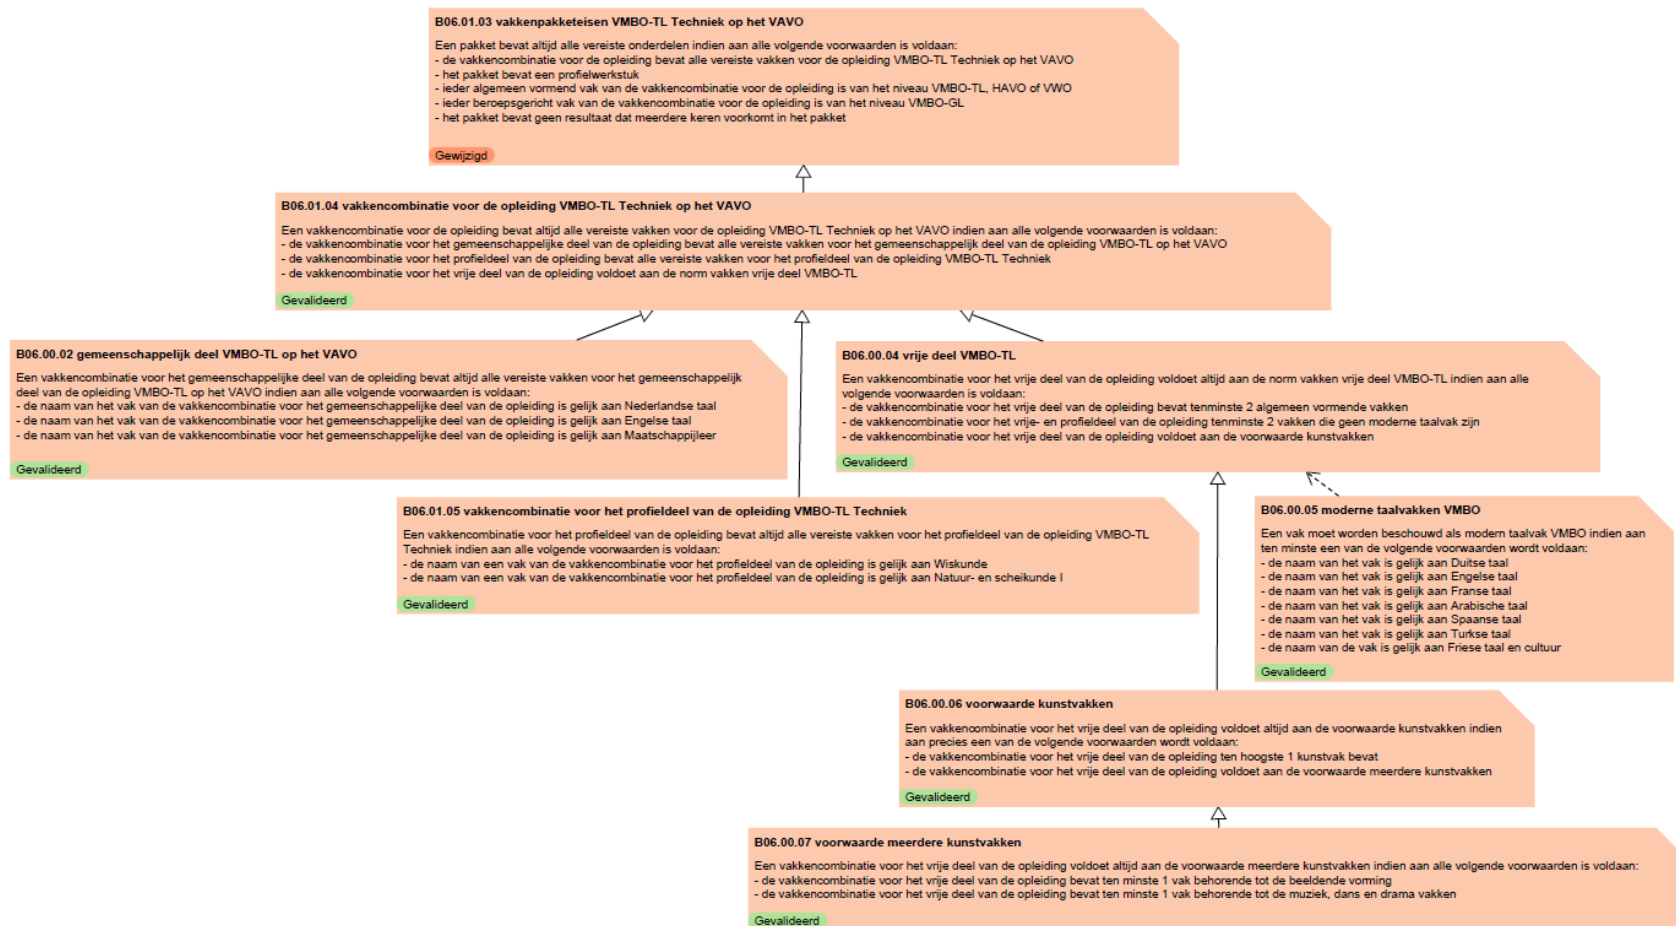 B06.01.03 vakkenpakketeisen VMBO-TL Techniek op het VAVO
Een pakket bevat altijd alle vereiste onderdelen indien aan alle volgende voorwaarden is voldaan:
- de vakkencombinatie voor de opleiding bevat alle vereiste vakken voor de opleiding VMBO-TL Techniek op het VAVO
- het pakket bevat een profielwerkstuk
- ieder algemeen vormend vak van de vakkencombinatie voor de opleiding is van het niveau VMBO-TL, HAVO of VWO
- ieder beroepsgericht vak van de vakkencombinatie voor de opleiding is van het niveau VMBO-GL
- het pakket bevat geen resultaat dat meerdere keren voorkomt in het pakket
Gewijzigd
B06.01.04 vakkencombinatie voor de opleiding VMBO-TL Techniek op het VAVO
Een vakkencombinatie voor de opleiding bevat altijd alle vereiste vakken voor de opleiding VMBO-TL Techniek op het VAVO indien aan alle volgende voorwaarden is voldaan:
- de vakkencombinatie voor het gemeenschappelijke deel van de opleiding bevat alle vereiste vakken voor het gemeenschappelijk deel van de opleiding VMBO-TL op het VAVO
- de vakkencombinatie voor het profieldeel van de opleiding bevat alle vereiste vakken voor het profieldeel van de opleiding VMBO-TL Techniek
- de vakkencombinatie voor het vrije deel van de opleiding voldoet aan de norm vakken vrije deel VMBO-TL
Gevalideerd
B06.00.02 gemeenschappelijk deel VMBO-TL op het VAVO
Een vakkencombinatie voor het gemeenschappelijke deel van de opleiding bevat altijd alle vereiste vakken voor het gemeenschappelijk
deel van de opleiding VMBO-TL op het VAVO indien aan alle volgende voorwaarden is voldaan:
- de naam van het vak van de vakkencombinatie voor het gemeenschappelijke deel van de opleiding is gelijk aan Nederlandse taal
- de naam van het vak van de vakkencombinatie voor het gemeenschappelijke deel van de opleiding is gelijk aan Engelse taal
- de naam van het vak van de vakkencombinatie voor het gemeenschappelijke deel van de opleiding is gelijk aan Maatschappijleer
Gevalideerd
B06.00.04 vrije deel VMBO-TL
Een vakkencombinatie voor het vrije deel van de opleiding voldoet altijd aan de norm vakken vrije deel VMBO-TL indien aan alle
volgende voorwaarden is voldaan:
- de vakkencombinatie voor het vrije deel van de opleiding bevat tenminste 2 algemeen vormende vakken
- de vakkencombinatie voor het vrije- en profieldeel van de opleiding tenminste 2 vakken die geen moderne taalvak zijn
- de vakkencombinatie voor het vrije deel van de opleiding voldoet aan de voorwaarde kunstvakken
Gevalideerd
B06.01.05 vakkencombinatie voor het profieldeel van de opleiding VMBO-TL Techniek
Een vakkencombinatie voor het profieldeel van de opleiding bevat altijd alle vereiste vakken voor het profieldeel van de opleiding VMBO-TL
Techniek indien aan alle volgende voorwaarden is voldaan:
- de naam van een vak van de vakkencombinatie voor het profieldeel van de opleiding is gelijk aan Wiskunde
- de naam van een vak van de vakkencombinatie voor het profieldeel van de opleiding is gelijk aan Natuur- en scheikunde I
Gevalideerd
B06.00.05 moderne taalvakken VMBO
Een vak moet worden beschouwd als modern taalvak VMBO indien aan
ten minste een van de volgende voorwaarden wordt voldaan:
- de naam van het vak is gelijk aan Duitse taal
- de naam van het vak is gelijk aan Engelse taal
- de naam van het vak is gelijk aan Franse taal
- de naam van het vak is gelijk aan Arabische taal
- de naam van het vak is gelijk aan Spaanse taal
- de naam van het vak is gelijk aan Turkse taal
- de naam van de vak is gelijk aan Friese taal en cultuur
Gevalideerd
B06.00.06 voorwaarde kunstvakken
Een vakkencombinatie voor het vrije deel van de opleiding voldoet altijd aan de voorwaarde kunstvakken indien
aan precies een van de volgende voorwaarden wordt voldaan:
- de vakkencombinatie voor het vrije deel van de opleiding ten hoogste 1 kunstvak bevat
- de vakkencombinatie voor het vrije deel van de opleiding voldoet aan de voorwaarde meerdere kunstvakken
Gevalideerd
B06.00.07 voorwaarde meerdere kunstvakken
Een vakkencombinatie voor het vrije deel van de opleiding voldoet altijd aan de voorwaarde meerdere kunstvakken indien aan alle volgende voorwaarden is voldaan:
- de vakkencombinatie voor het vrije deel van de opleiding bevat ten minste 1 vak behorende tot de beeldende vorming
- de vakkencombinatie voor het vrije deel van de opleiding bevat ten minste 1 vak behorende tot de muziek, dans en drama vakken
Gevalideerd